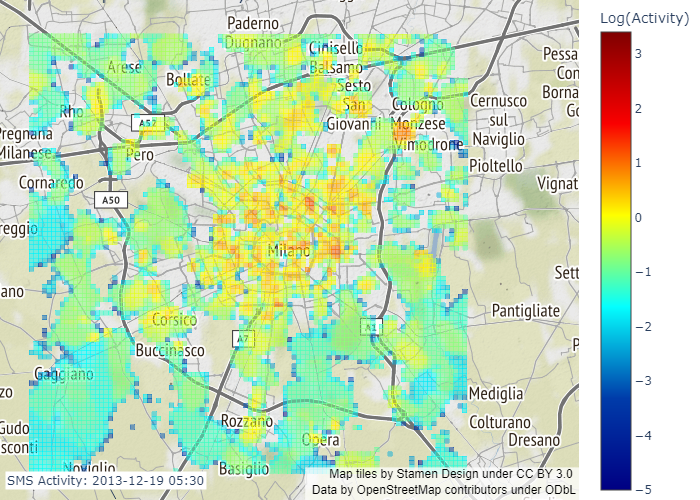 Paderno
Dugnano
Log(Activity)
Cinisello
Balsamo
Arese
Bollate
Sesto
San
Giovanni
Cologno
Monzese
Cernusco
sul
Naviglio
Rho
A52
Pero
Vimodrone
Pioltello
Pregnana
Milanese
Cornaredo
A50
Vignat
reggio
Milano
Sett
ano
Pantigliate
Corsico
A1
A7
Buccinasco
Gaggiano
Mediglia
zo
Rozzano
Colturano
Opera
Dresano
Gudo
sconti
Noviglio
Basiglio
Pessa
Con
Borna
Go
P
3
2
1
0
−1
−2
−3
−4
−5
SMS Activity: 2013-12-19 05:30
Map tiles by Stamen Design under CC BY 3.0
Data by OpenStreetMap contributors under ODbL